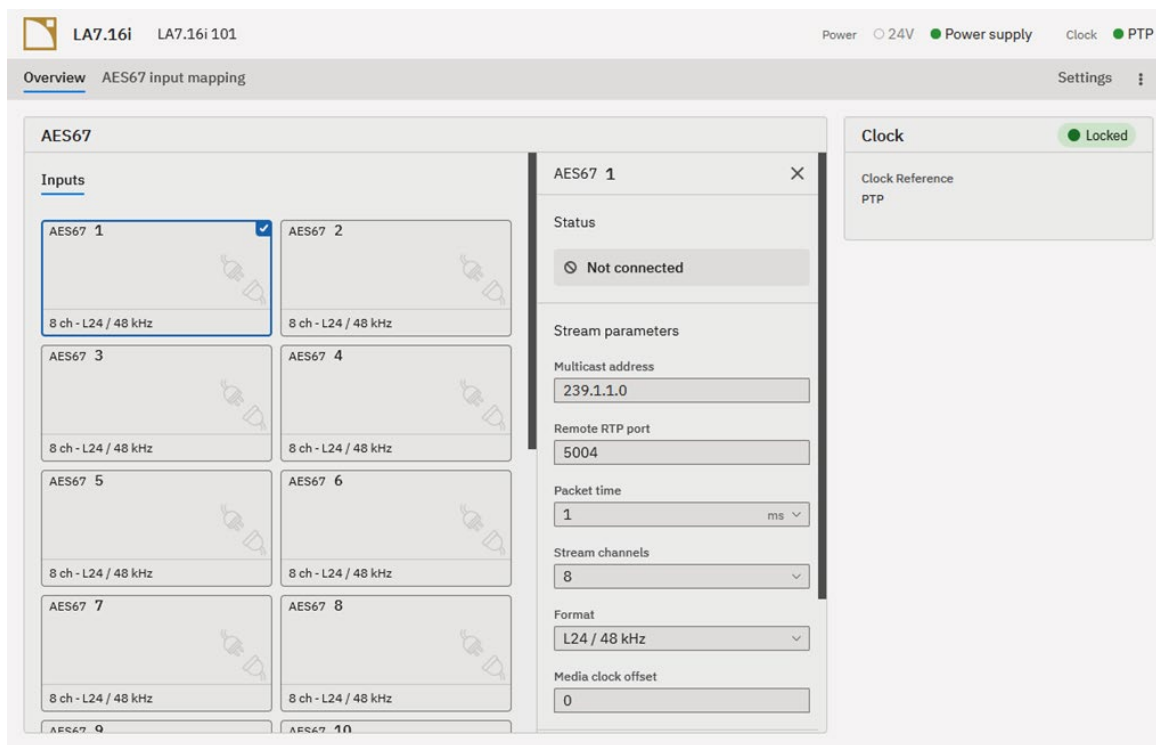 LA7.16i LA7.16i 101 Power 24V Power supply Clock PTP
Overview AES67 input mapping Settings
AES67
Inputs
AES67 1
8 ch - L24 / 48 kHz
AES67 2
8 ch - L24 / 48 kHz
AES67 3
8 ch - L24 / 48 kHz
AES67 4
8 ch - L24 / 48 kHz
AES67 5
8 ch - L24 / 48 kHz
AES67 6
8 ch - L24 / 48 kHz
AES67 7
8 ch - L24 / 48 kHz
AES67 8
8 ch - L24 / 48 kHz
AES67 9
AES67 10
AES67 1
Status
Not connected
Stream parameters
Multicast address
239.1.1.0
Remote RTP port
5004
Packet time
1 ms
Stream channels
8
Format
L24 / 48 kHz
Media clock offset
0
Clock Locked
Clock Reference
PTP